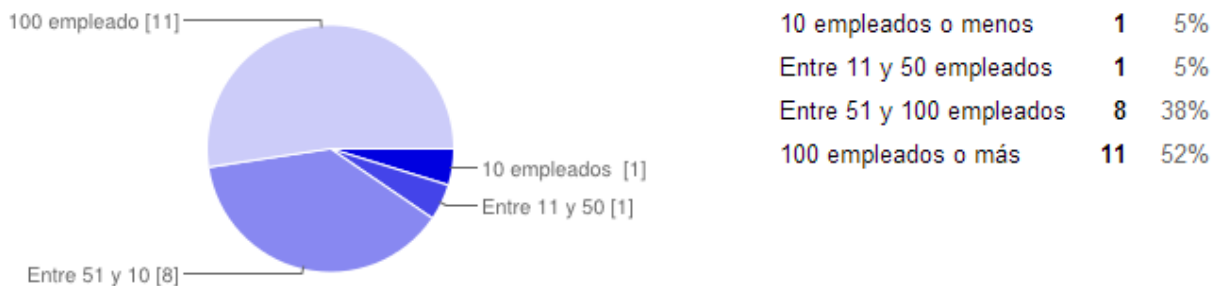 100 empleado [11]
10 empleados [1]
Entre 11 y 50 [1]
Entre 51 y 10 [8]
10 empleados o menos 1 5%
Entre 11 y 50 empleados 1 5%
Entre 51 y 100 empleados 8 38%
100 empleados o más 11 52%